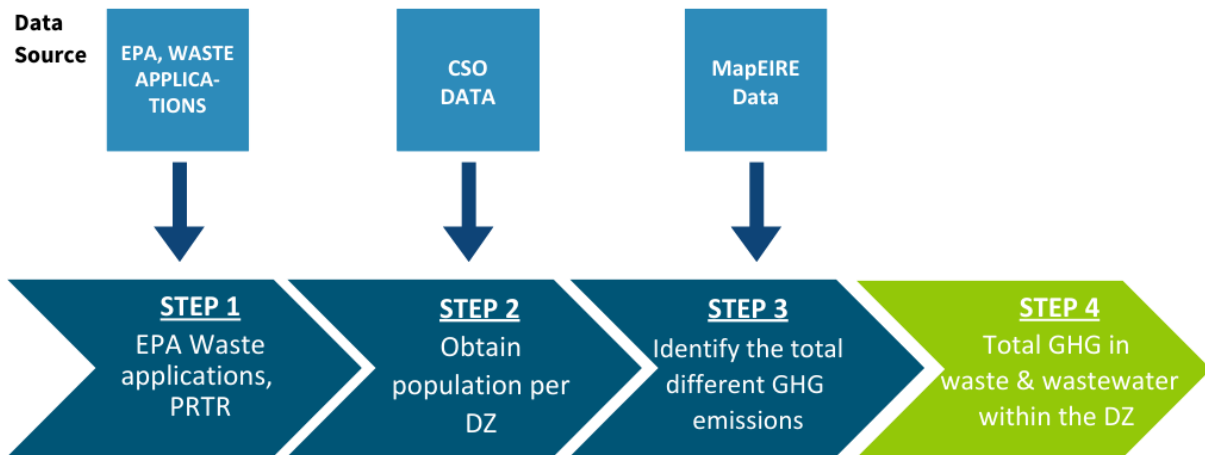 Data
Source
EPA, WASTE
APPLICA-
TIONS
CSO
DATA
MapEIRE
Data
STEP 1
EPA Waste
applications,
PRTR
STEP 2
Obtain
population per
DZ
STEP 3
Identify the total
different GHG
emissions
STEP 4
Total GHG in
waste & wastewater
within the DZ